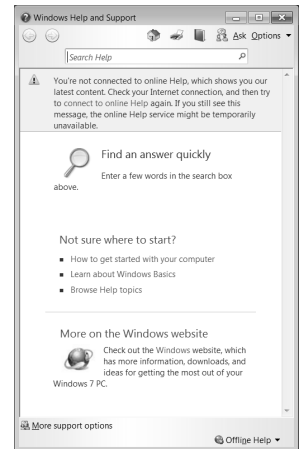 Windows Help and Support
Ask Options
Search Help
You're not connected to online Help, which shows you our
latest content. Check your Internet connection, and then try
to connect to online Help again. If you still see this
message, the online Help service might be temporarily
unavailable.
Find an answer quickly
Enter a few words in the search box
above.
Not sure where to start?
How to get started with your computer
Learn about Windows Basics
Browse Help topics
More on the Windows website
Check out the Windows website, which
has more information, downloads, and
ideas for getting the most out of your
Windows 7 PC.
More support options
Offline Help